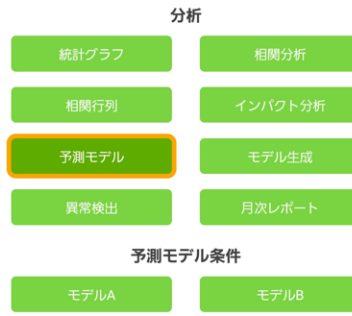 分析
統計グラフ 相関分析
相関行列 インパクト分析
予測モデル モデル生成
異常検出 月次レポート
予測モデル条件
モデルA モデルB